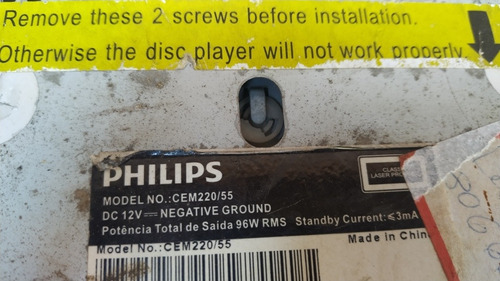 Remove these 2 screws before installation.
Otherwise the disc player will not work properly
PHILIPS
MODEL NO.:CEM220/55
DC 12V⎓ NEGATIVE GROUND
Potência Total de Saida 96W RMS Standby Current:≤3mA
Made in China
Model No.:CEM220/55